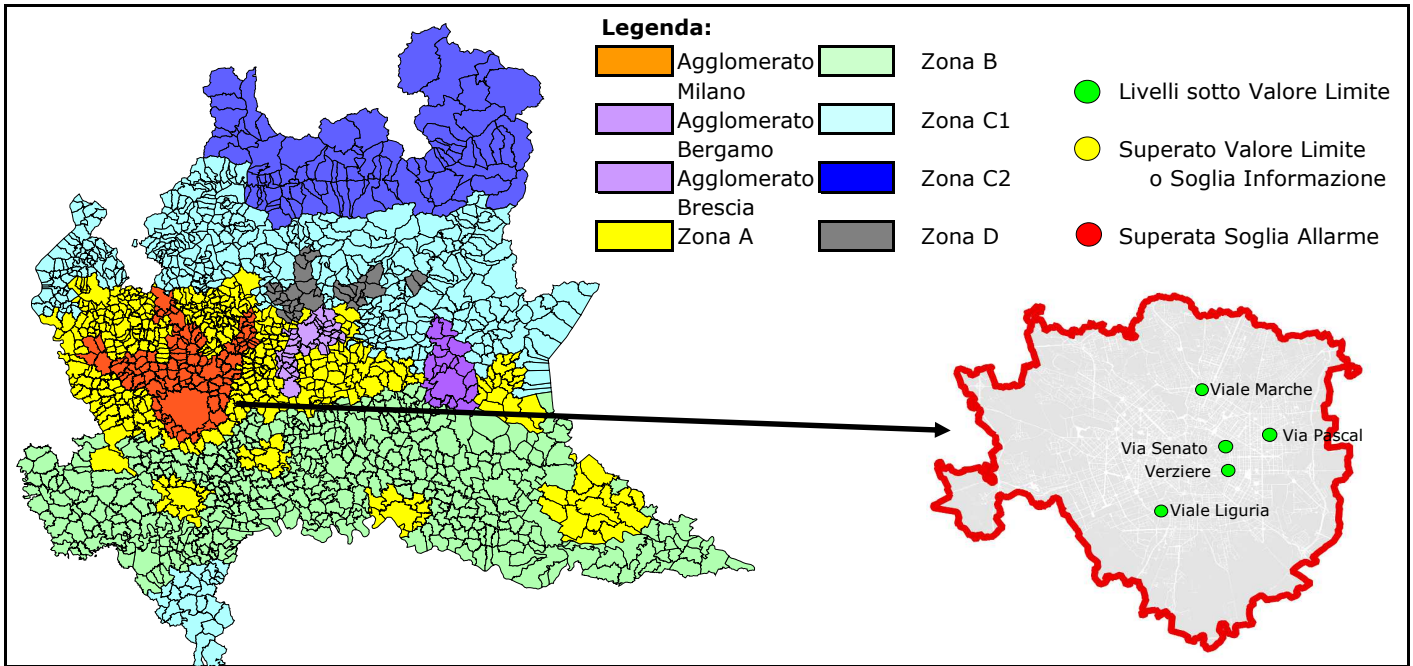 Legenda:
Agglomerato
Milano
Agglomerato
Bergamo
Agglomerato
Brescia
Zona A
Zona B
Zona C1
Zona C2
Zona D
Livelli sotto Valore Limite
Superato Valore Limite
o Soglia Informazione
Superata Soglia Allarme
Viale Marche
Via Pascal
Via Senato
Verziere
Viale Liguria